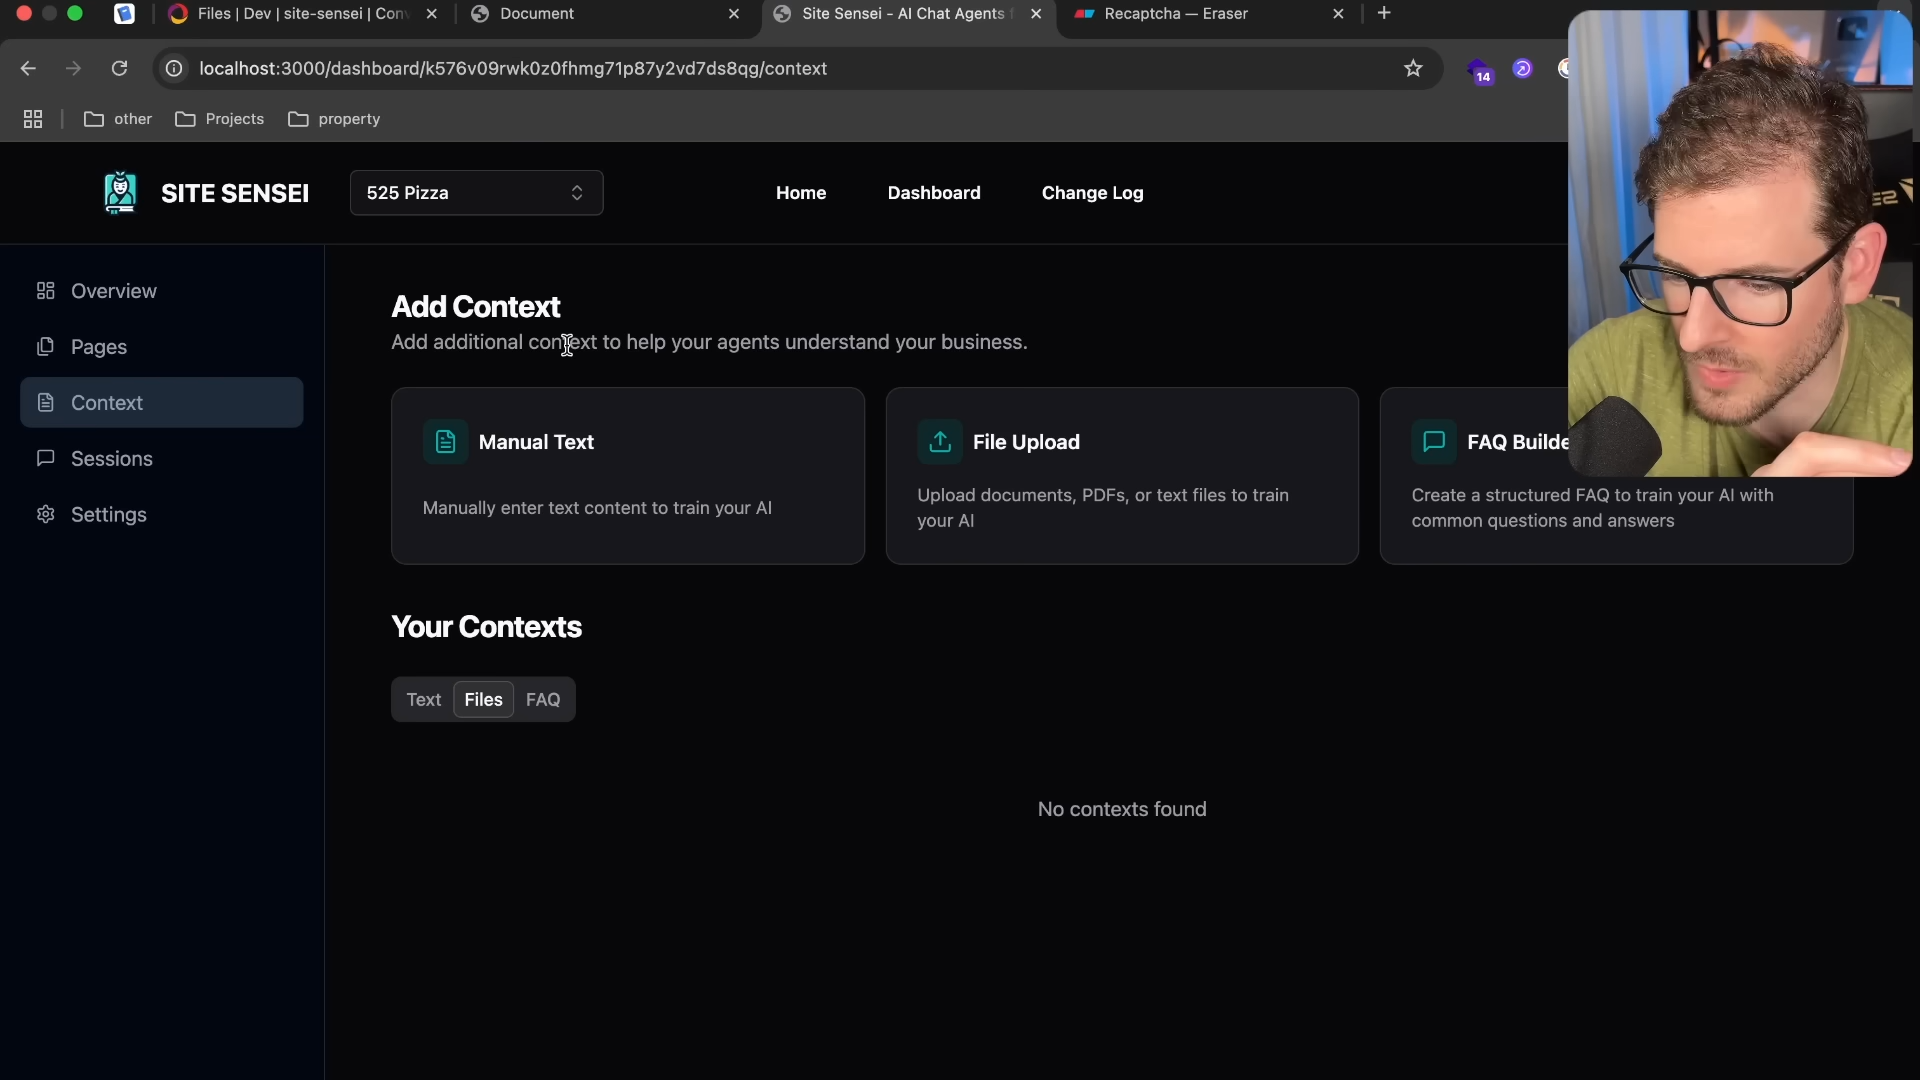 Files | Dev | site-sensei | Con
Document
Site Sensei - AI Chat Agents
Recaptcha — Eraser
localhost:3000/dashboard/k576v09rwk0z0fhmg71p87y2vd7ds8qg/context
14
other
Projects
property
SITE SENSEI
525 Pizza
Home
Dashboard
Change Log
Overview
Pages
Context
Sessions
Settings
Add Context
Add additional context to help your agents understand your business.
Manual Text
Manually enter text content to train your AI
File Upload
Upload documents, PDFs, or text files to train
your AI
FAQ Builde
Create a structured FAQ to train your AI with
common questions and answers
Your Contexts
Text
Files
FAQ
No contexts found